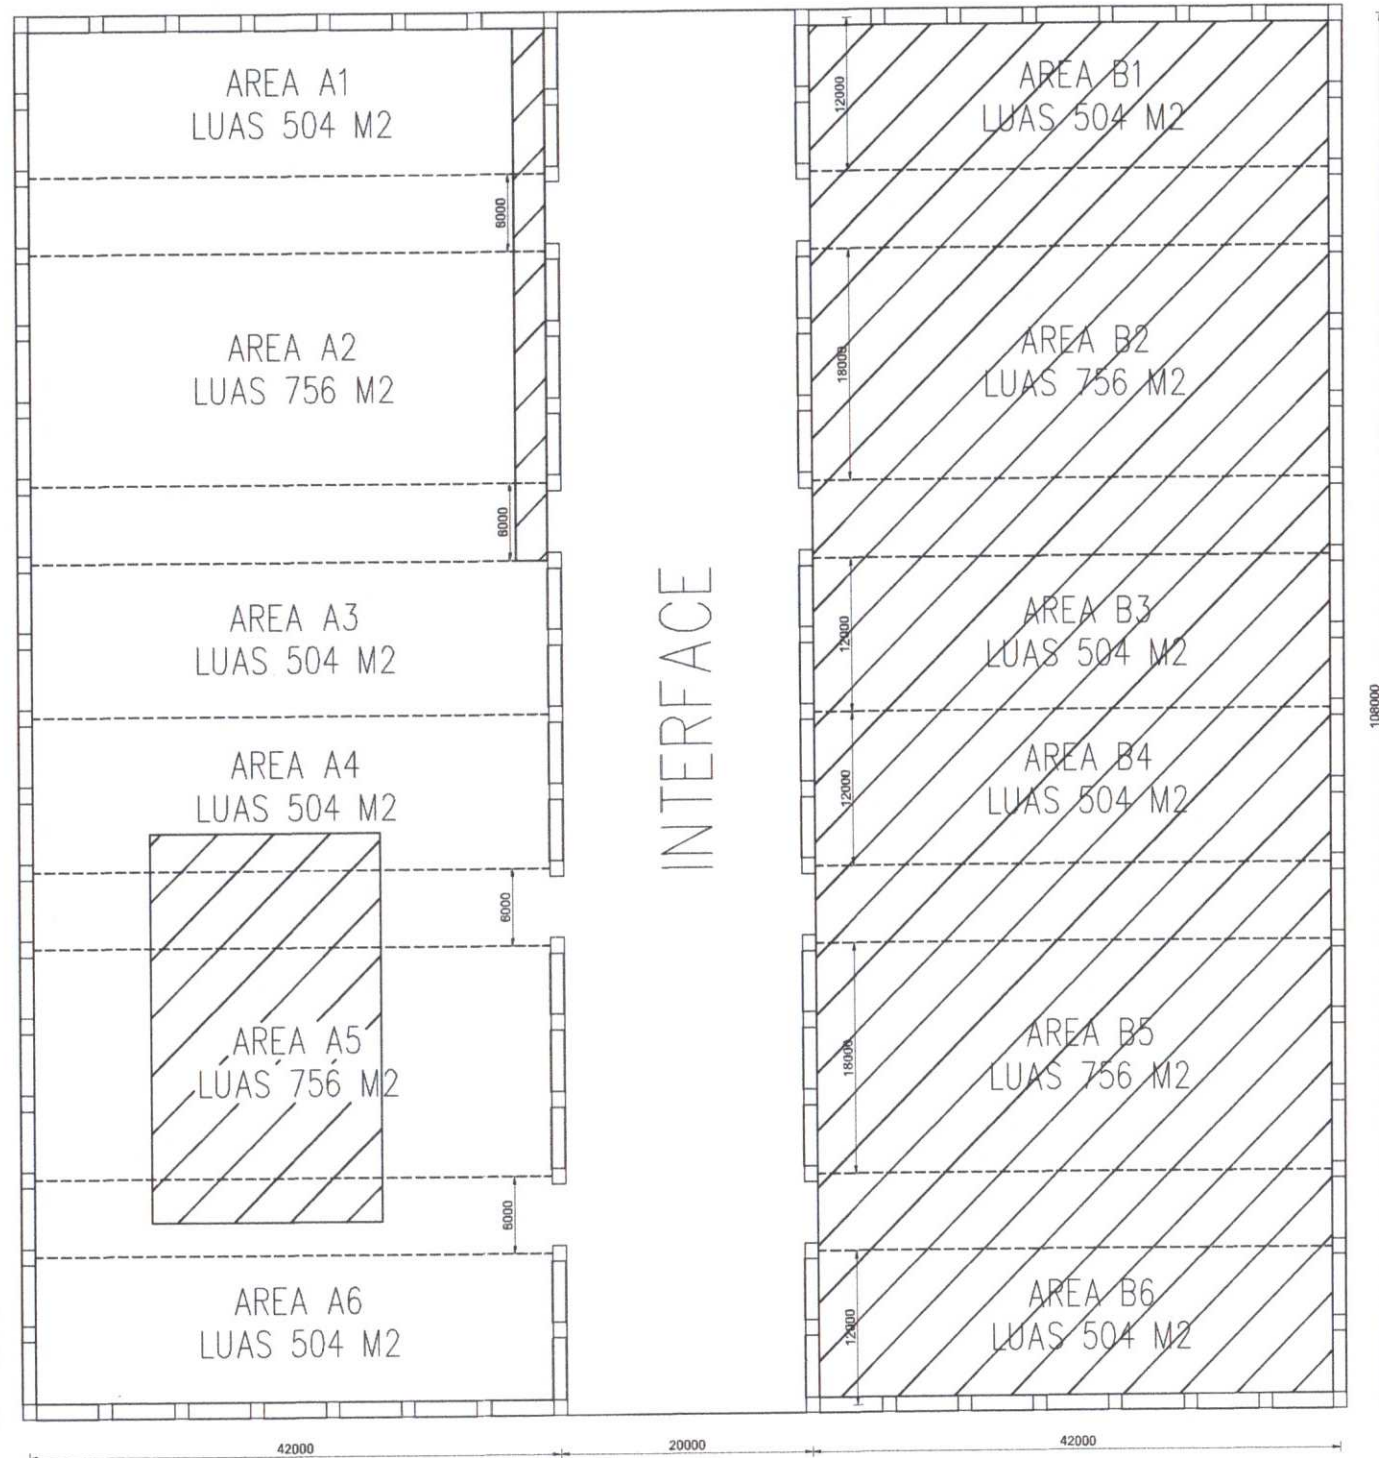 AREA A1
LUAS 504 M2
6000
AREA A2
LUAS 756 M2
6000
AREA A3
LUAS 504 M2
AREA A4
LUAS 504 M2
6000
AREA A5
LUAS 756 M2
6000
AREA A6
LUAS 504 M2
INTERFACE
12000
AREA B1
LUAS 504 M2
18000
AREA B2
LUAS 756 M2
12000
AREA B3
LUAS 504 M2
12000
AREA B4
LUAS 504 M2
18000
AREA B5
LUAS 756 M2
12000
AREA B6
LUAS 504 M2
108000
42000
20000
42000